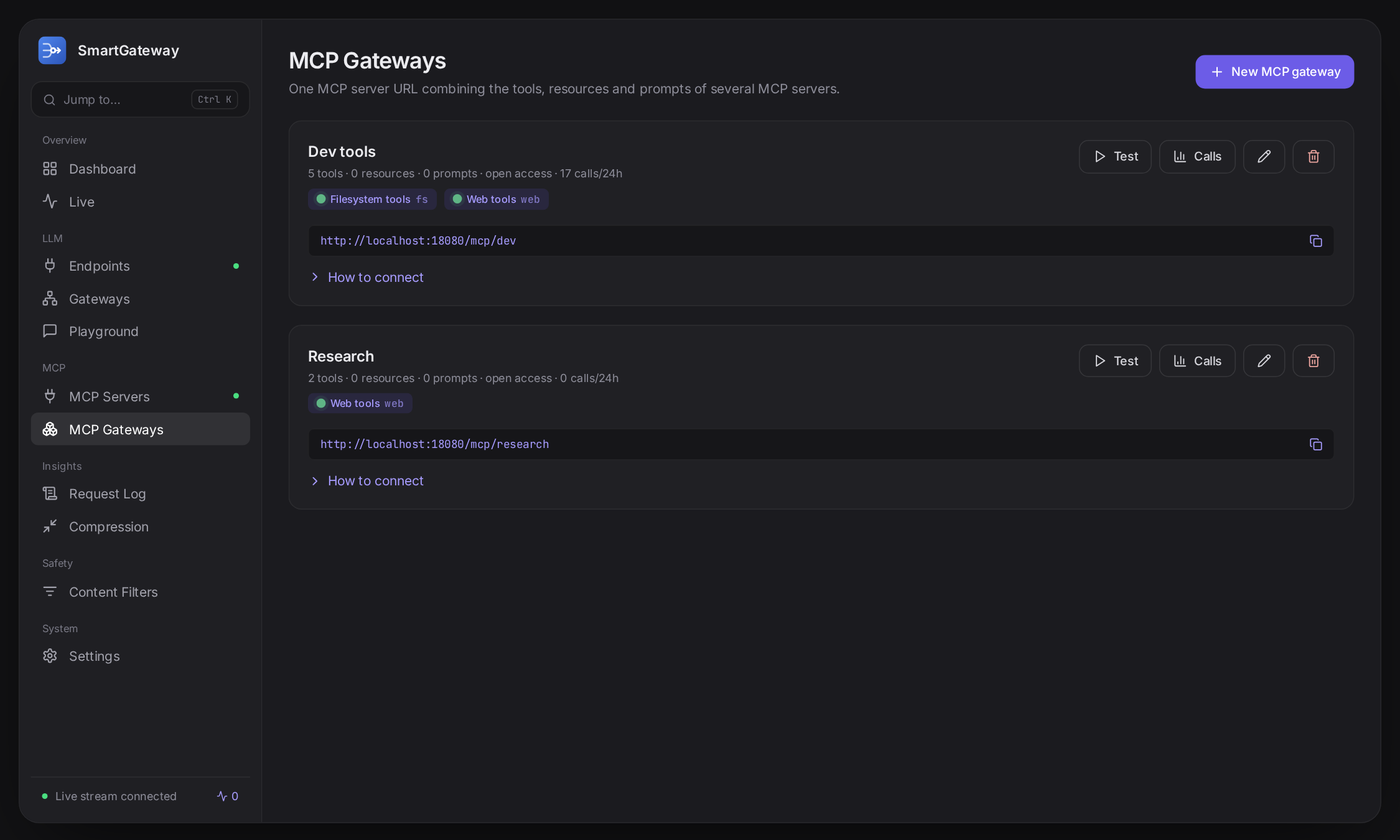 SmartGateway
Jump to...
Ctrl K
Overview
Dashboard
Live
LLM
Endpoints
Gateways
Playground
MCP
MCP Servers
MCP Gateways
Insights
Request Log
Compression
Safety
Content Filters
System
Settings
Live stream connected
0
MCP Gateways
One MCP server URL combining the tools, resources and prompts of several MCP servers.
New MCP gateway
Dev tools
5 tools · 0 resources · 0 prompts · open access · 17 calls/24h
Filesystem tools fs
Web tools web
Test
Calls
http://localhost:18080/mcp/dev
How to connect
Research
2 tools · 0 resources · 0 prompts · open access · 0 calls/24h
Web tools web
Test
Calls
http://localhost:18080/mcp/research
How to connect